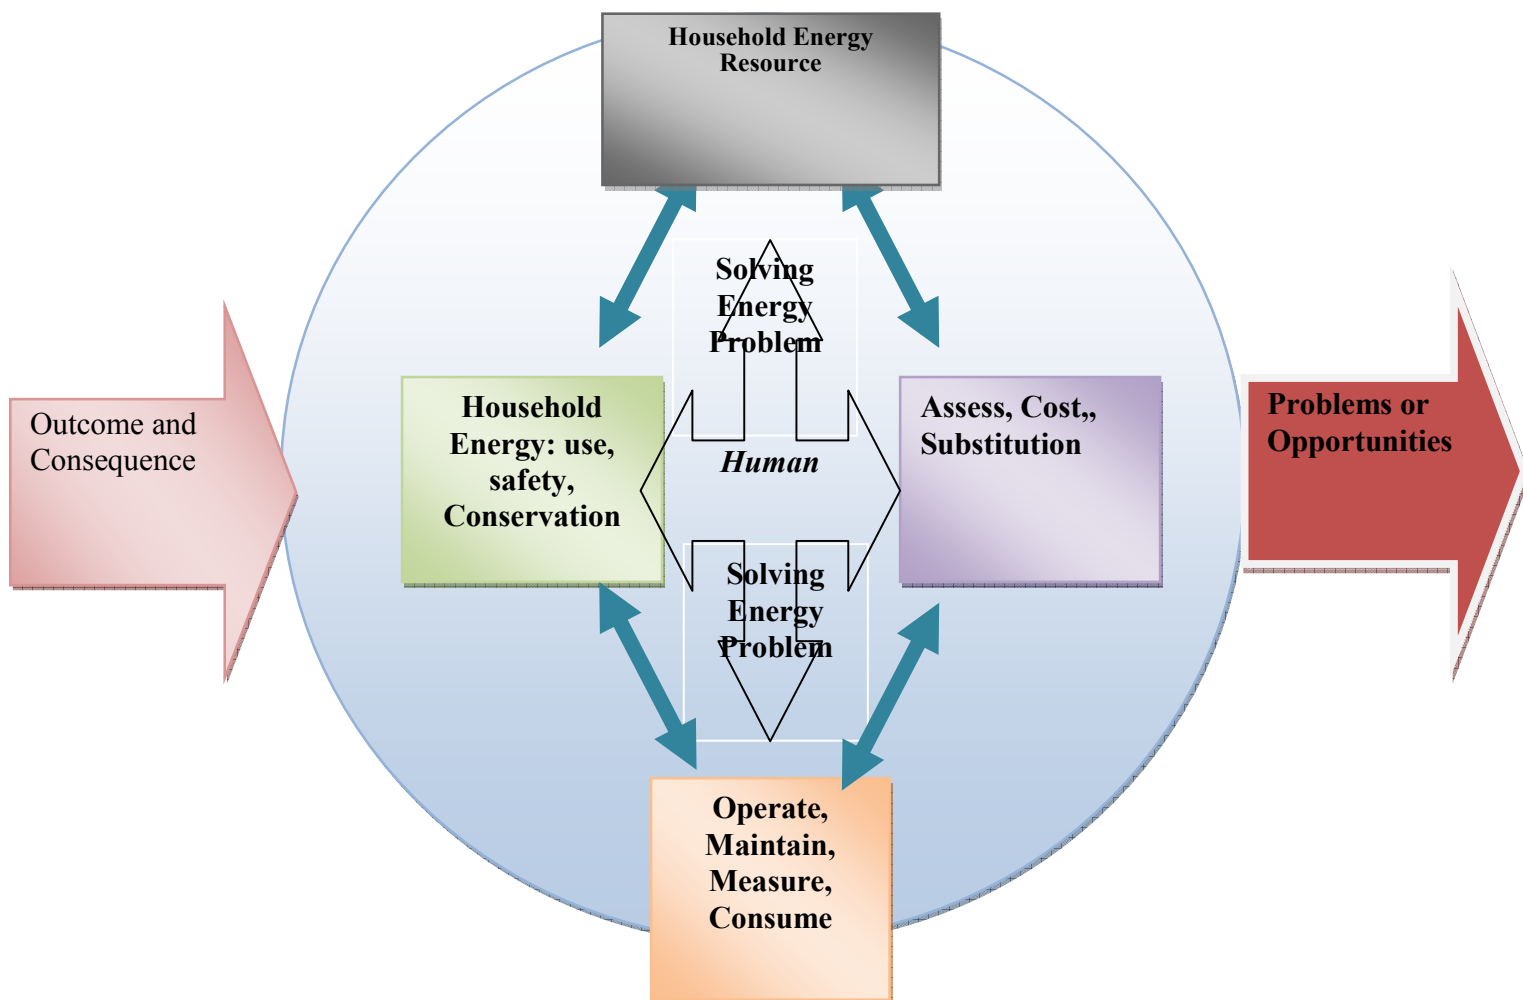 Household Energy
Resource
Solving
Energy
Problem
Outcome and
Consequence
Household
Energy: use,
safety,
Conservation
Human
Assess, Cost,,
Substitution
Problems or
Opportunities
Solving
Energy
Problem
Operate,
Maintain,
Measure,
Consume